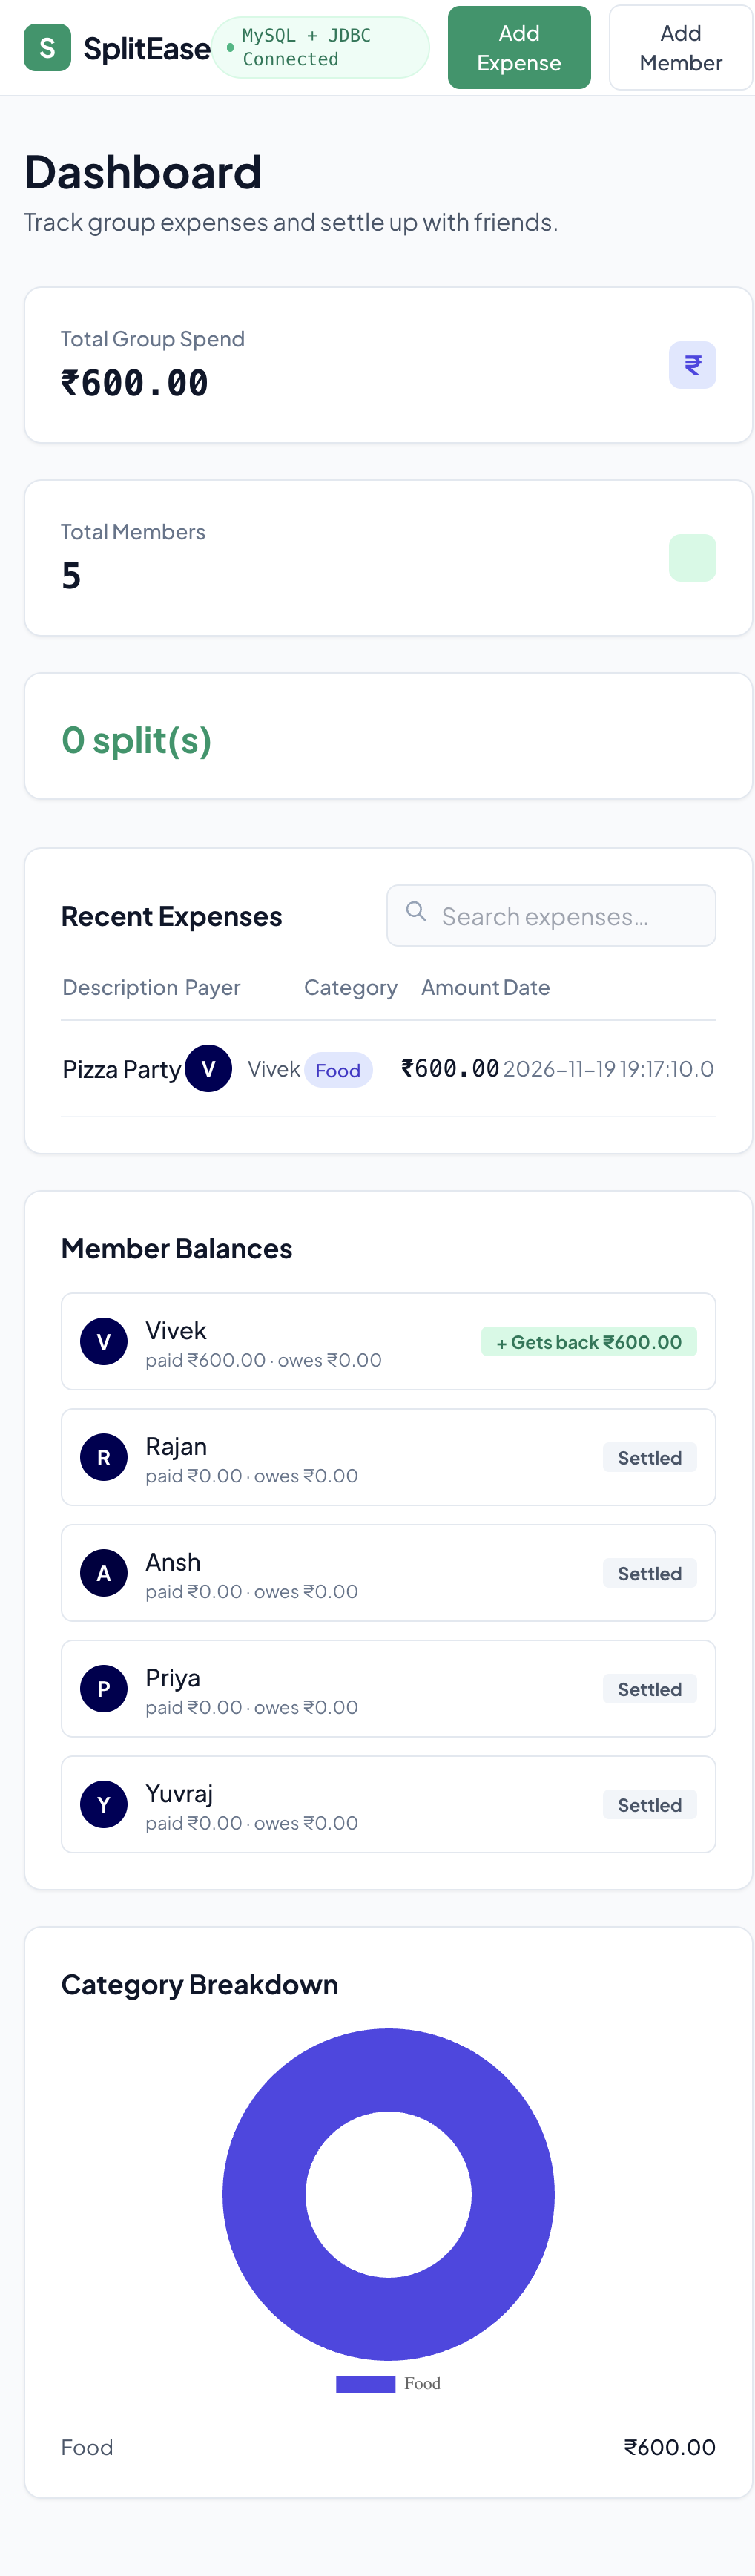 S SplitEase
MySQL + JDBC
Connected
Add
Expense
Add
Member
Dashboard
Track group expenses and settle up with friends.
Total Group Spend
₹600.00
₹
Total Members
5
0 split(s)
Recent Expenses
Search expenses...
Description Payer Category Amount Date
Pizza Party V Vivek Food ₹600.00 2026-11-19 19:17:10.0
Member Balances
V
Vivek
paid ₹600.00 · owes ₹0.00
+ Gets back ₹600.00
R
Rajan
paid ₹0.00 · owes ₹0.00
Settled
A
Ansh
paid ₹0.00 · owes ₹0.00
Settled
P
Priya
paid ₹0.00 · owes ₹0.00
Settled
Y
Yuvraj
paid ₹0.00 · owes ₹0.00
Settled
Category Breakdown
Food
Food ₹600.00